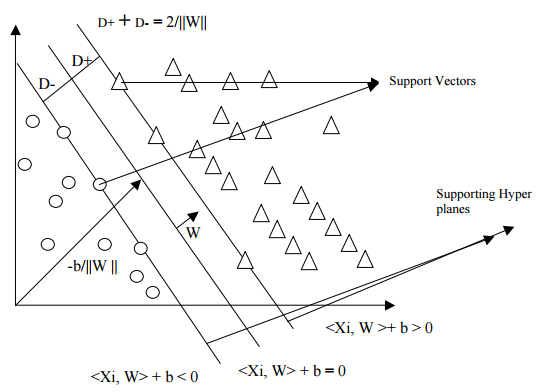 D+ + D- = 2/||W||
D+
D-
Support Vectors
Supporting Hyper
planes
W
-b/||W ||
<Xi, W >+ b > 0
<Xi, W> + b = 0
<Xi, W> + b < 0